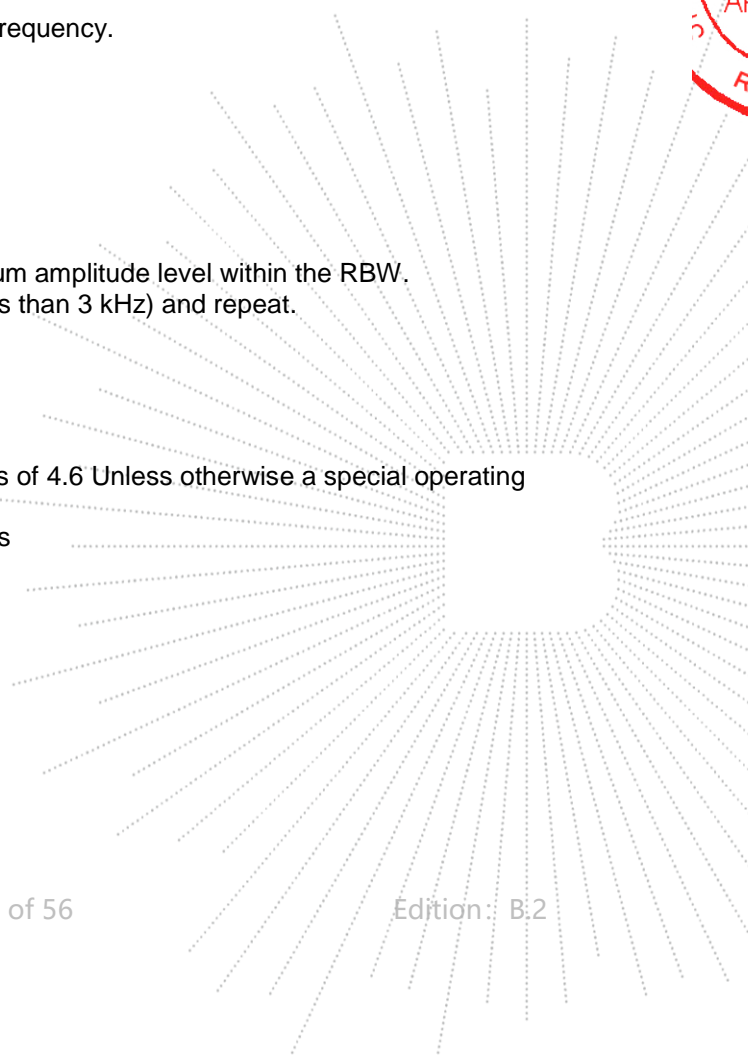 requency.
um amplitude level within the RBW.
s than 3 kHz) and repeat.
s of 4.6 Unless otherwise a special operating
s
of 56 Edition： B.2